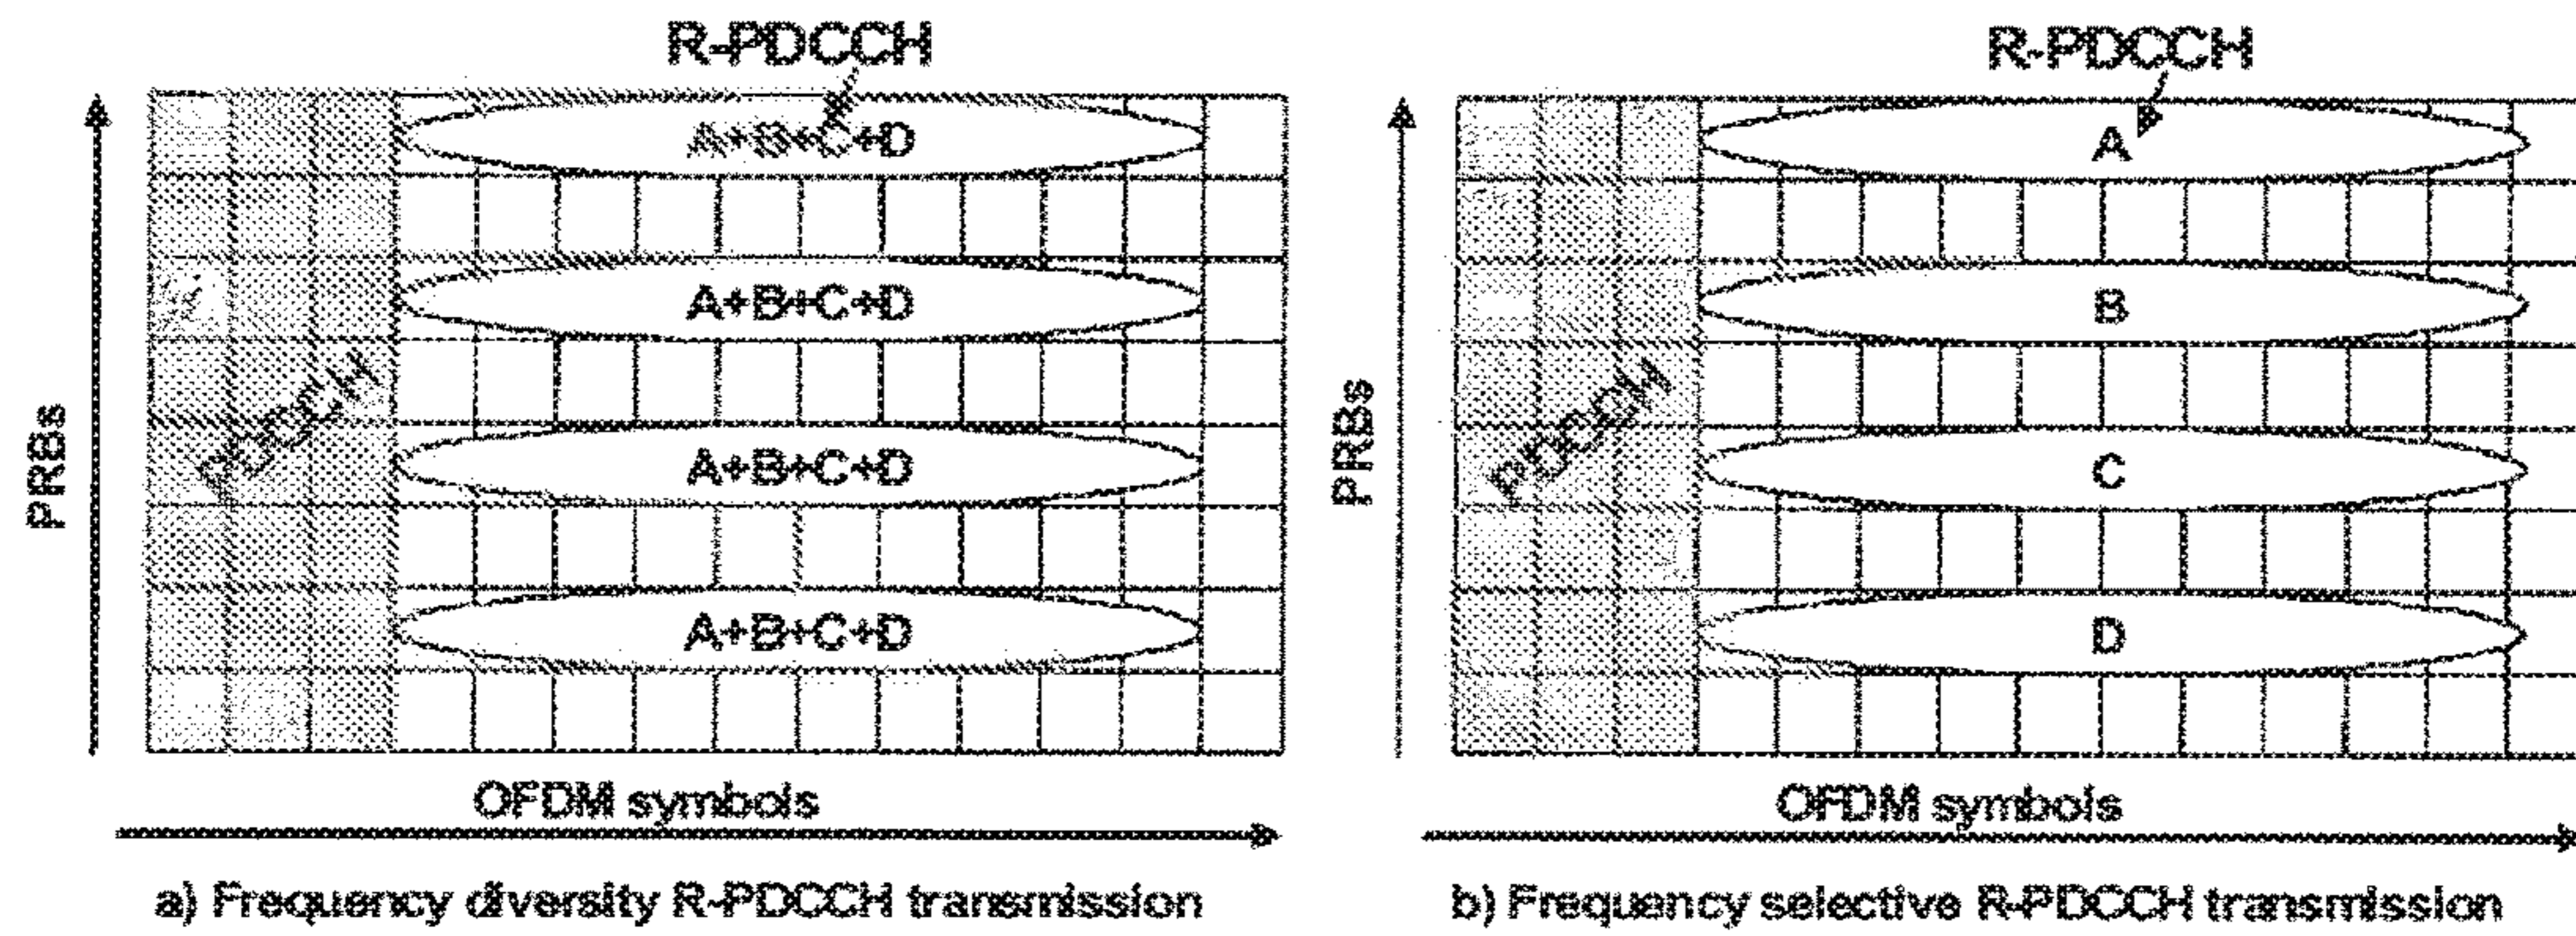 R-PDCCH
A+B+C+D
A+B+C+D
A+B+C+D
A+B+C+D
PDCCH
PRBs
OFDM symbols
a) Frequency diversity R-PDCCH transmission
R-PDCCH
A
B
C
D
PDCCH
PRBs
OFDM symbols
b) Frequency selective R-PDCCH transmission